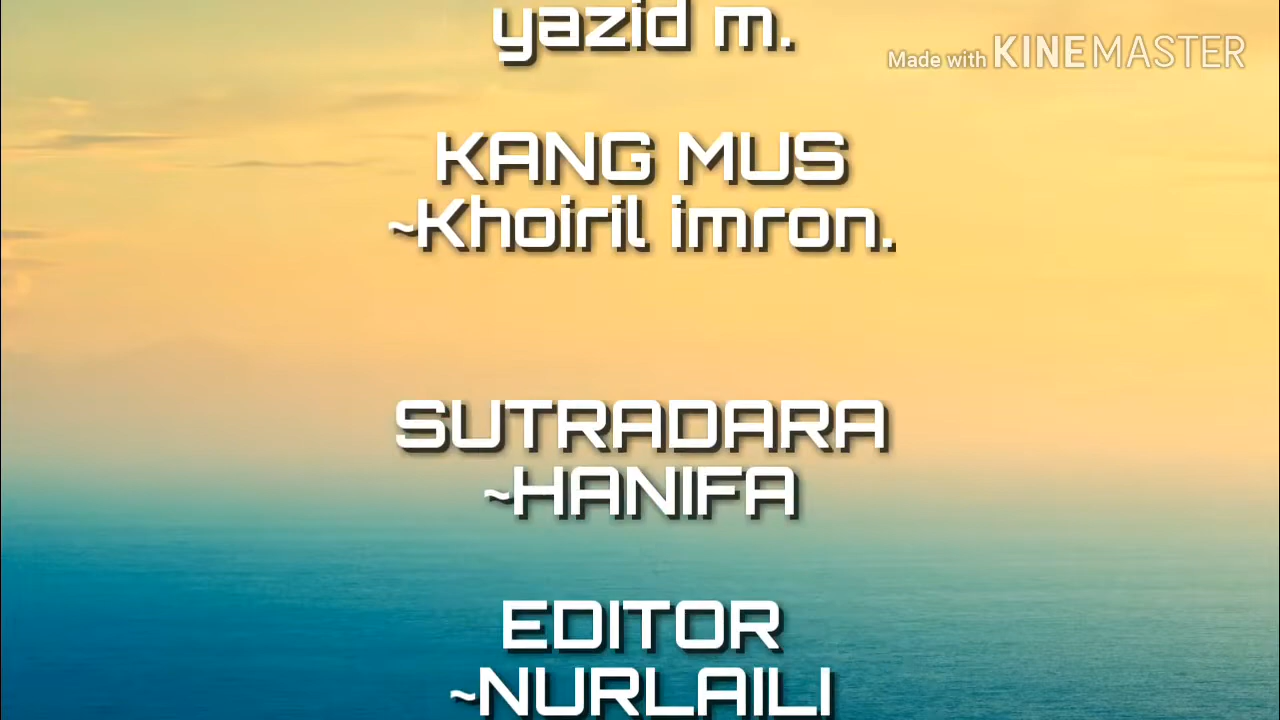 yazid m.
Made with KINEMASTER
KANG MUS
~Khoiril imron.
SUTRADARA
~HANIFA
EDITOR
~NURLAILI